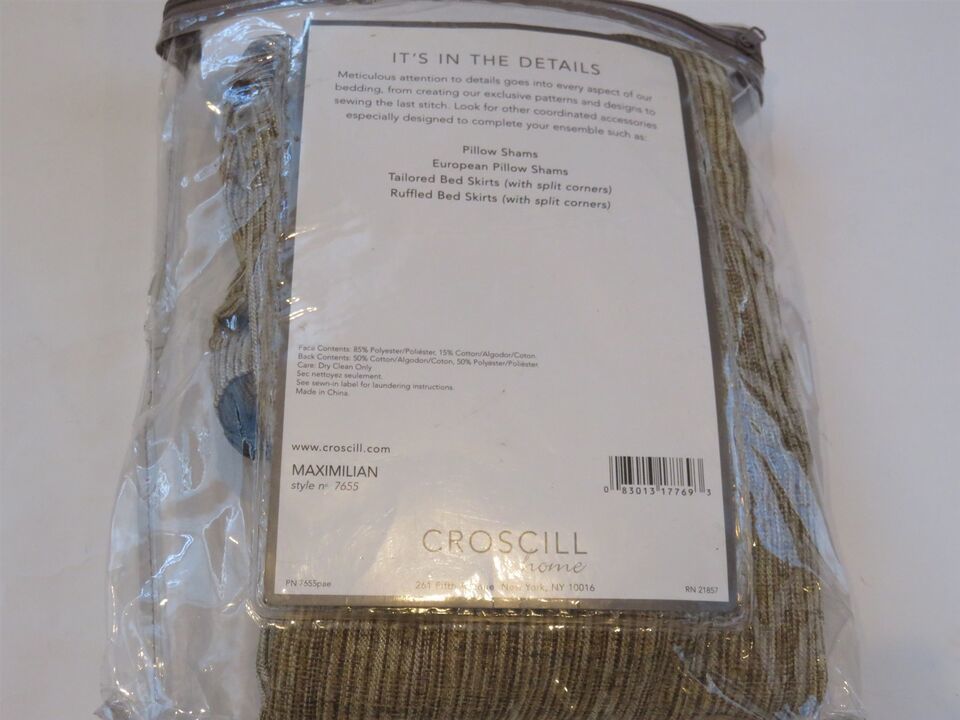 IT'S IN THE DETAILS
Meticulous attention to details goes into every aspect of our
bedding, from creating our exclusive patterns and designs to
sewing the last stitch. Look for other coordinated accessories
especially designed to complete your ensemble such as:
Pillow Shams
European Pillow Shams
Tailored Bed Skirts (with split corners)
Ruffled Bed Skirts (with split corners)
Face Contents: 85% Polyester/Poliéster, 15% Cotton/Algodor/Coton.
Back Contents: 50% Cotton/Algodon/Coton, 50% Polyester/Poliéster.
Care: Dry Clean Only
Sec nettoyez seulement.
See sewn-in label for laundering instructions.
Made in China.
www.croscill.com
MAXIMILIAN
style nº 7655
0 83013 17769 3
CROSCILL
home
PN 7655pae
261 Fifth Avenue New York, NY 10016
RN 21857